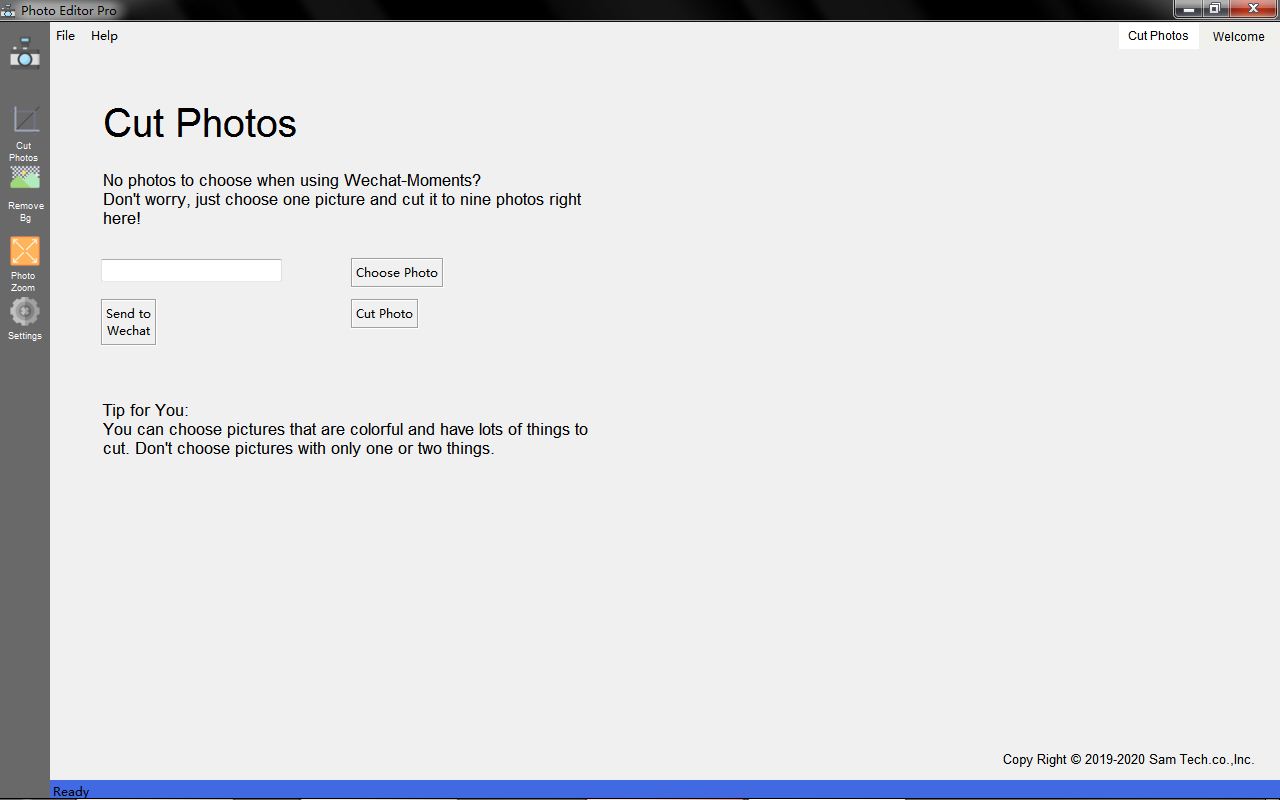 Photo Editor Pro
File Help
Cut Photos Welcome
Cut
Photos
Remove
Bg
Photo
Zoom
Settings
Cut Photos
No photos to choose when using Wechat-Moments?
Don't worry, just choose one picture and cut it to nine photos right
here!
Choose Photo
Send to
Wechat
Cut Photo
Tip for You:
You can choose pictures that are colorful and have lots of things to
cut. Don't choose pictures with only one or two things.
Copy Right © 2019-2020 Sam Tech.co.,Inc.
Ready